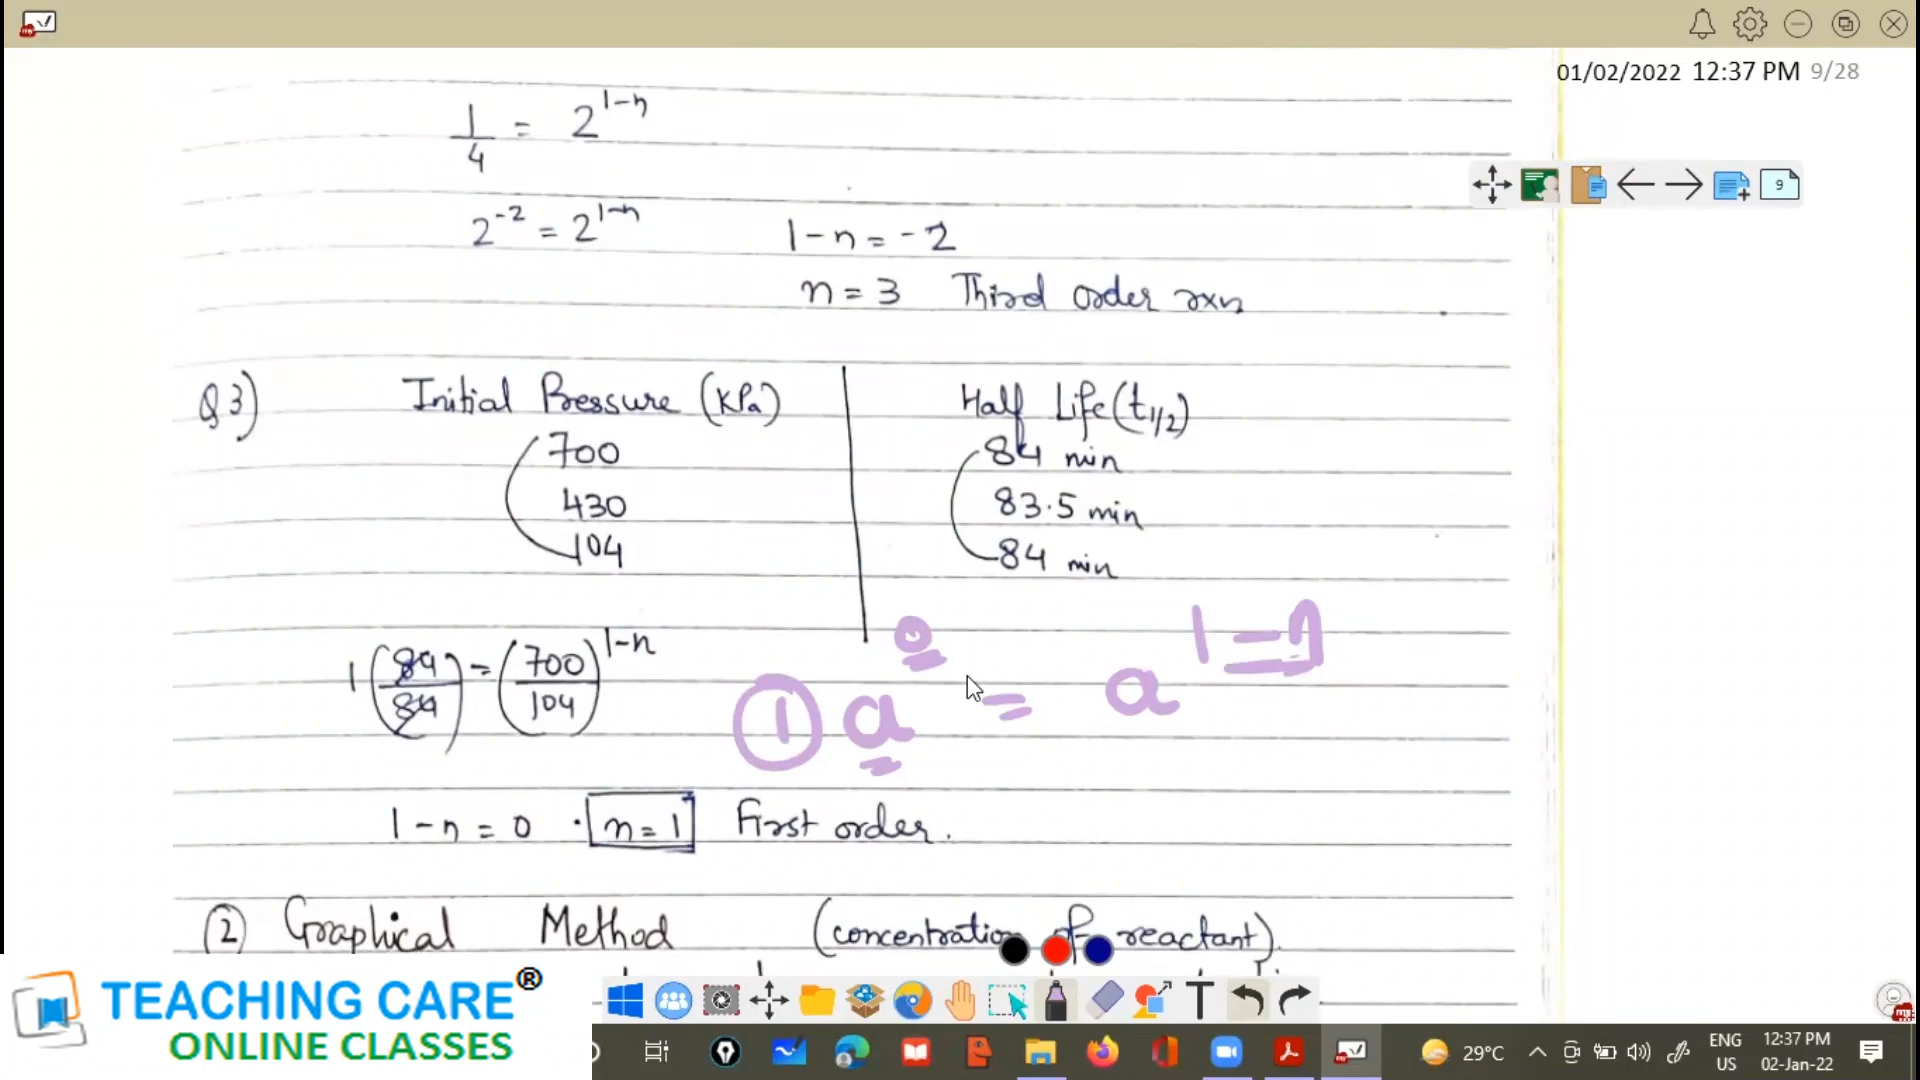 01/02/2022 12:37 PM 9/28
1/4 = 2^(1-n)
2^-2 = 2^(1-n) 1-n = -2
n = 3 Third order rxn
9
Q3) Initial Pressure (KPa) Half Life (t1/2)
700 84 min
430 83.5 min
104 84 min
1 (84/84) = (700/104)^(1-n)
① a^0 = a^(1-n)
1-n = 0 . n=1 First order.
② Graphical Method (concentration of reactant).
TEACHING CARE®
ONLINE CLASSES
T
29°C
ENG
US
12:37 PM
02-Jan-22